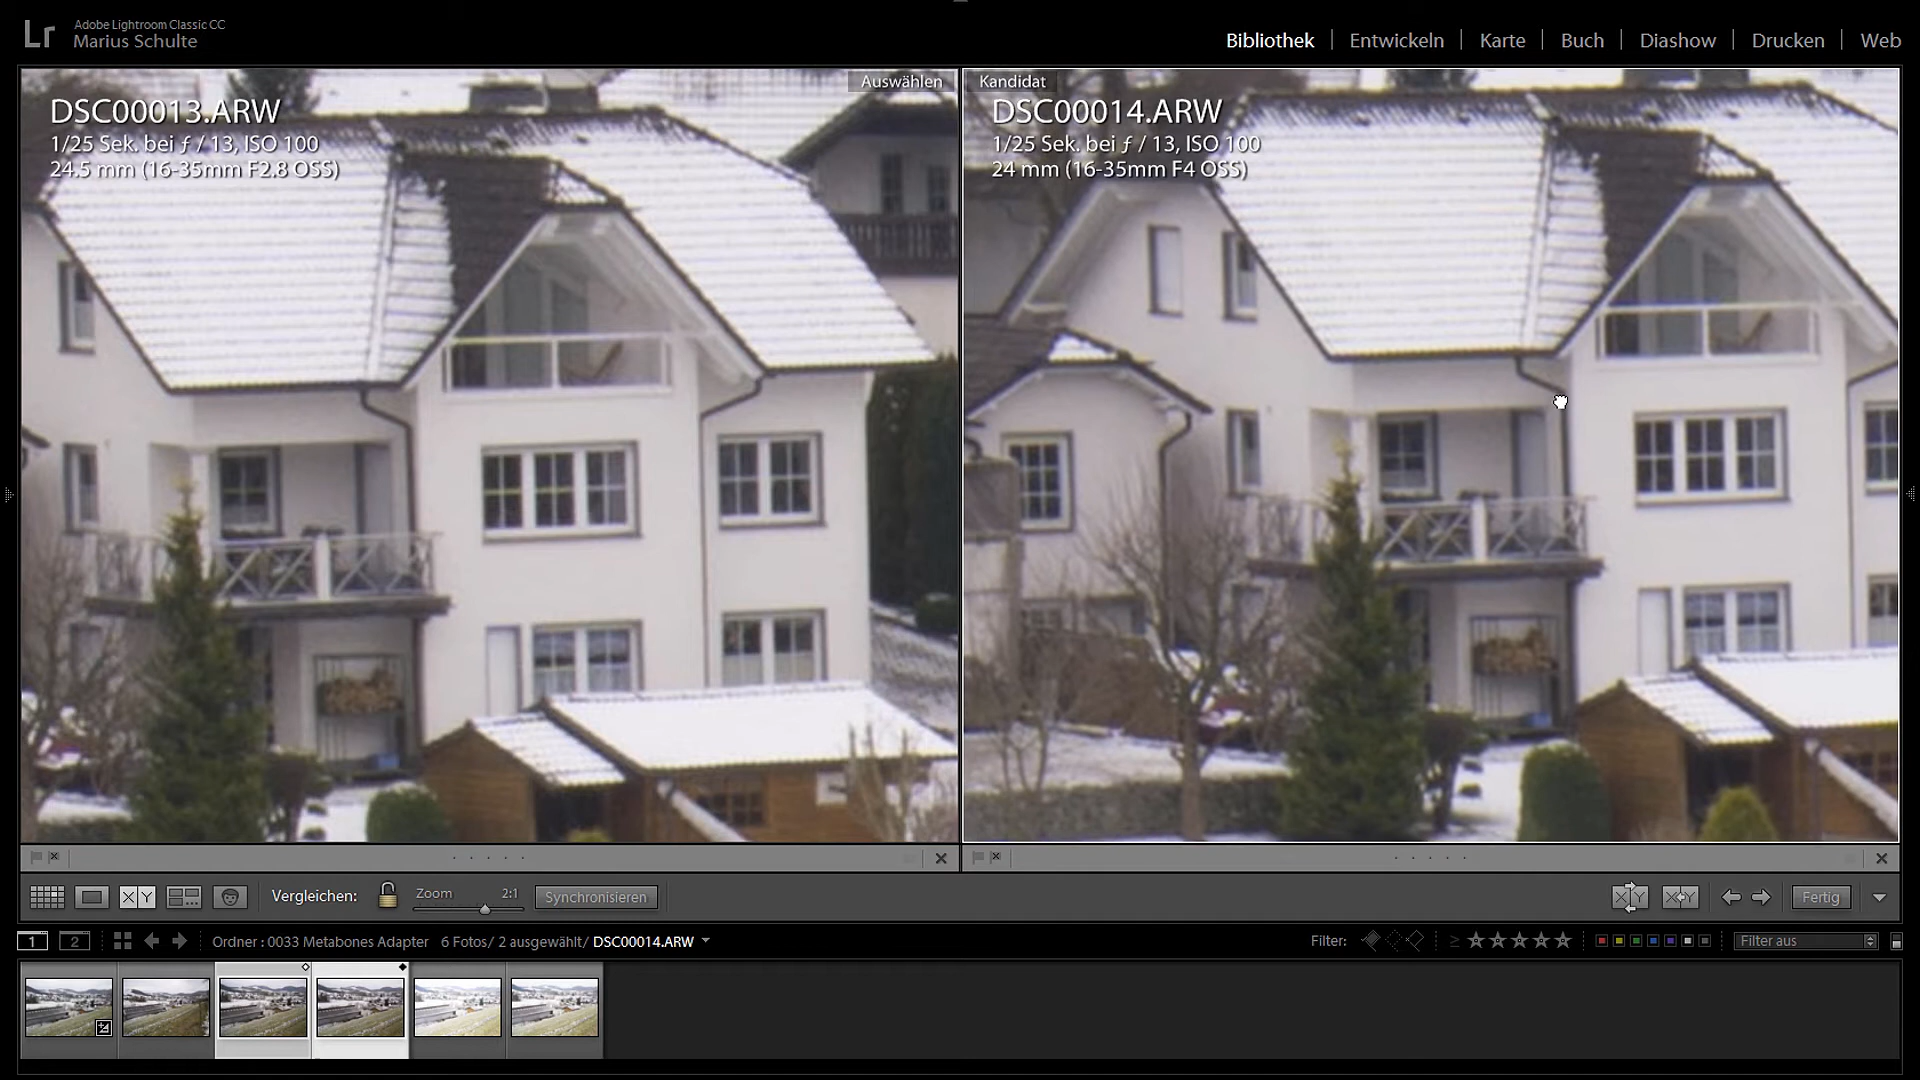 Lr
Adobe Lightroom Classic CC
Marius Schulte
Bibliothek | Entwickeln | Karte | Buch | Diashow | Drucken | Web
Auswählen
DSC00013.ARW
1/25 Sek. bei ƒ / 13, ISO 100
24.5 mm (16-35mm F2.8 OSS)
Kandidat
DSC00014.ARW
1/25 Sek. bei ƒ / 13, ISO 100
24 mm (16-35mm F4 OSS)
X Y
Vergleichen:
Zoom
2:1
Synchronisieren
X Y
X Y
Fertig
1
2
Ordner : 0033 Metabones Adapter
6 Fotos/ 2 ausgewählt/ DSC00014.ARW
Filter:
≥
Filter aus